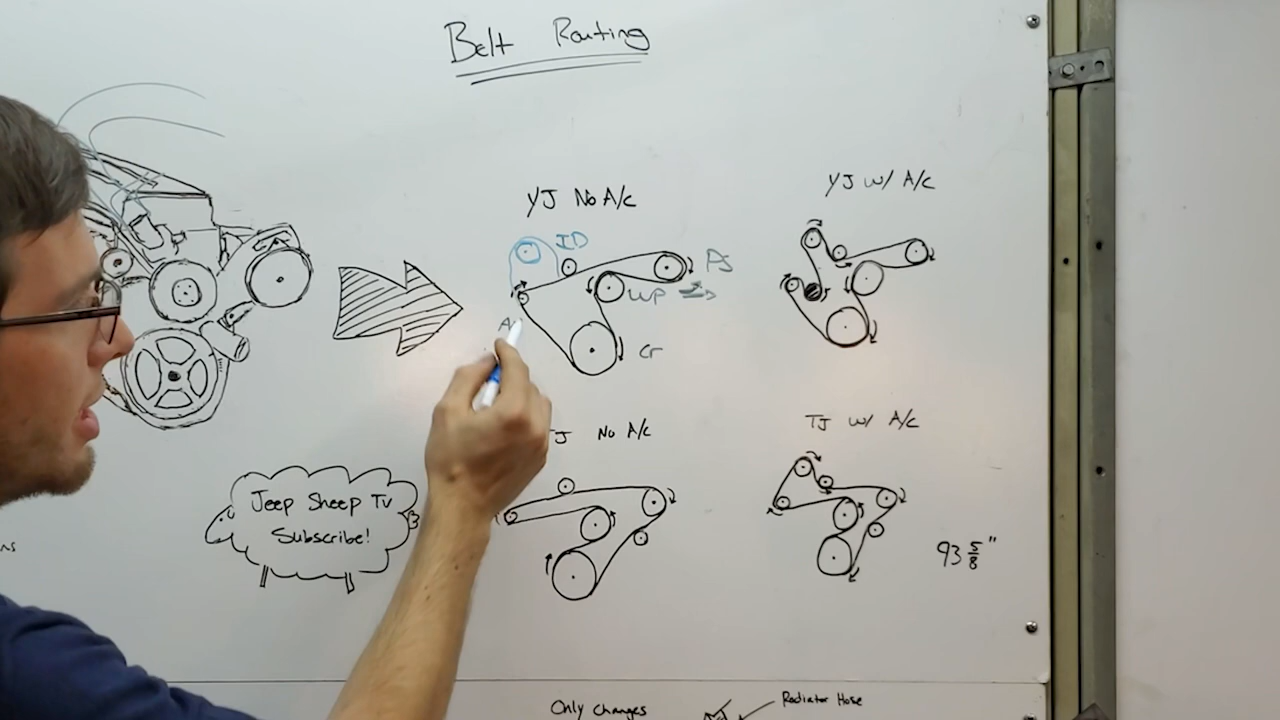 Belt Routing
YJ No A/c
ID
PS
WP
Cr
YJ w/ A/c
No A/c
TJ w/ A/c
93 5/8"
Jeep Sheep Tv
Subscribe!
Only changes
Radiator Hose